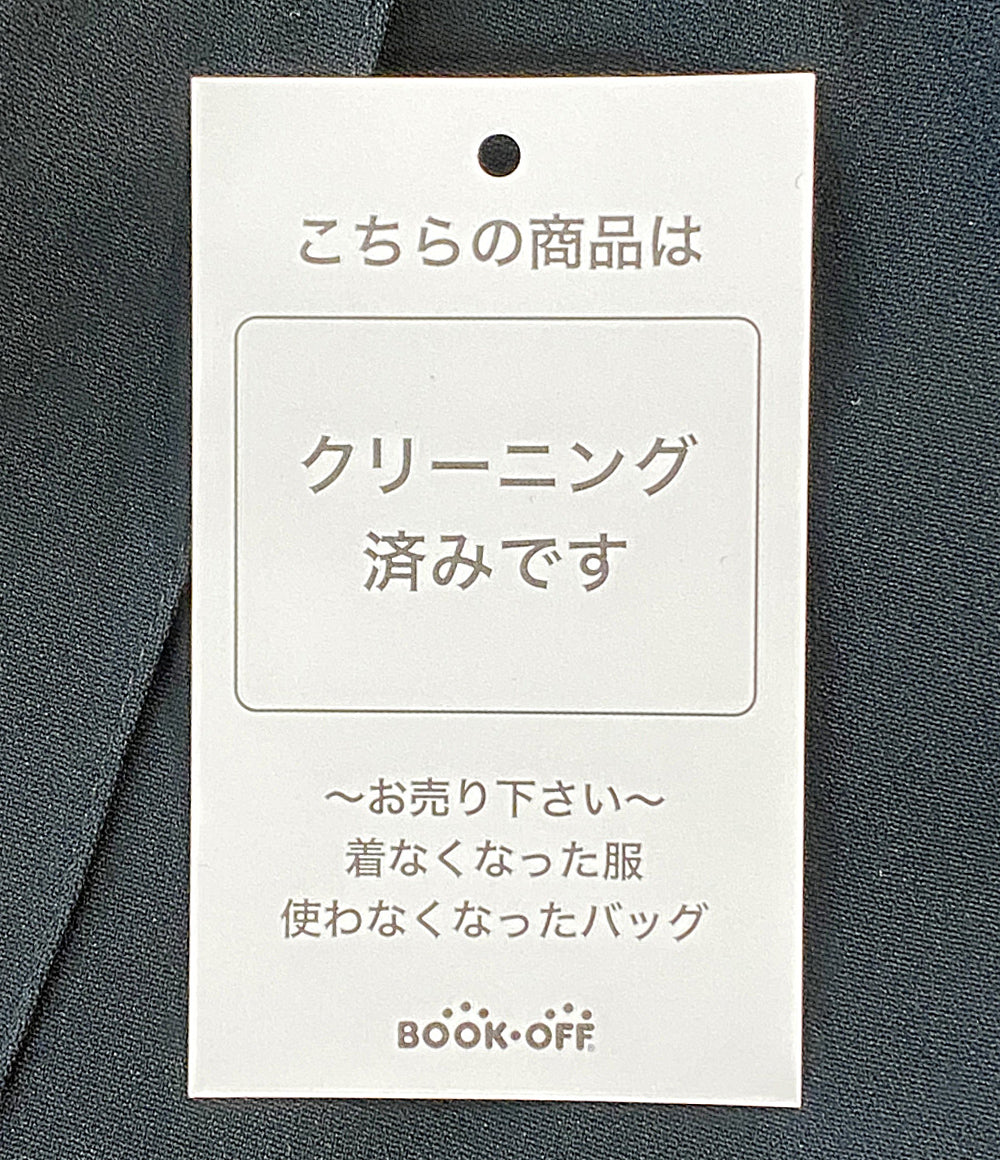 こちらの商品は
クリーニング
済みです
〜お売り下さい〜
着なくなった服
使わなくなったバッグ
BOOK・OFF®